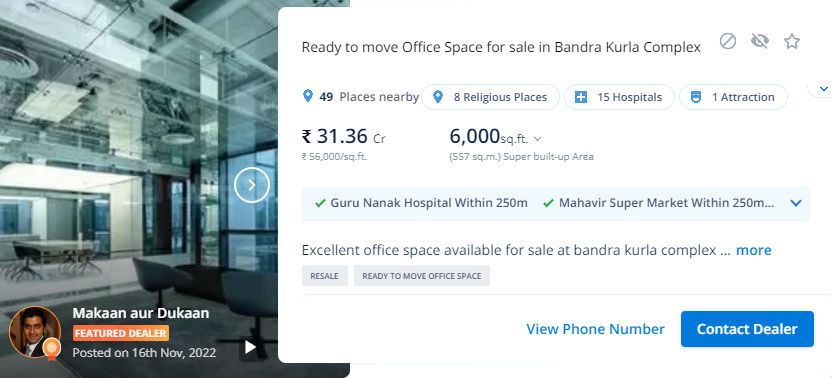 Ready to move Office Space for sale in Bandra Kurla Complex
49 Places nearby
8 Religious Places
15 Hospitals
1 Attraction
₹ 31.36 Cr
₹ 56,000/sq.ft.
6,000sq.ft.
(557 sq.m.) Super built-up Area
Guru Nanak Hospital Within 250m
Mahavir Super Market Within 250m...
Excellent office space available for sale at bandra kurla complex ... more
RESALE
READY TO MOVE OFFICE SPACE
Makaan aur Dukaan
FEATURED DEALER
Posted on 16th Nov, 2022
View Phone Number
Contact Dealer